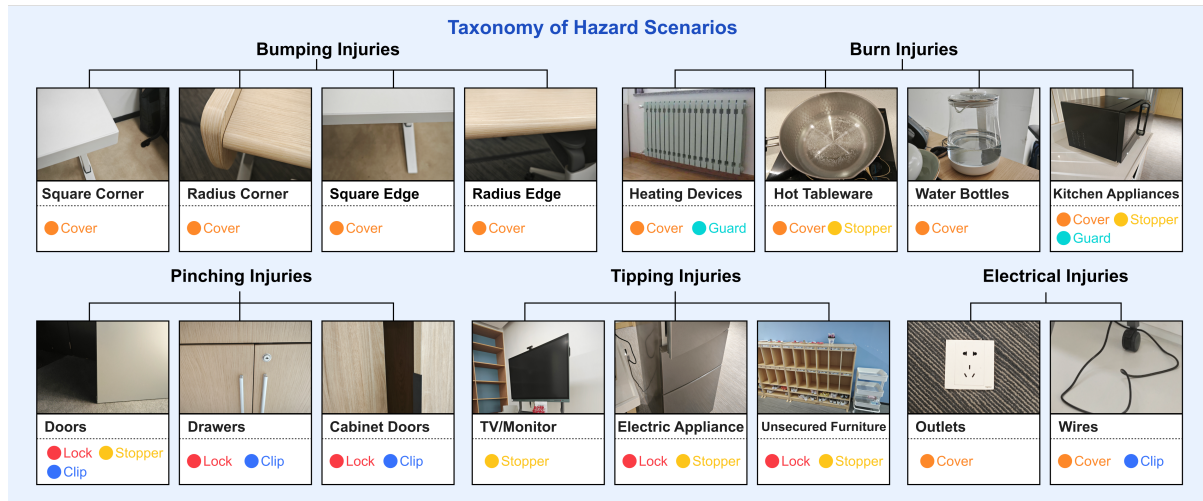 Taxonomy of Hazard Scenarios
Bumping Injuries
Burn Injuries
Square Corner
Radius Corner
Square Edge
Radius Edge
Heating Devices
Hot Tableware
Water Bottles
Kitchen Appliances
Cover
Cover
Cover
Cover
Cover Guard
Cover Stopper
Cover
Cover Stopper
Guard
Pinching Injuries
Tipping Injuries
Electrical Injuries
Doors
Drawers
Cabinet Doors
TV/Monitor
Electric Appliance
Unsecured Furniture
Outlets
Wires
Lock Stopper
Clip
Lock Clip
Lock Clip
Stopper
Lock Stopper
Lock Stopper
Cover
Cover Clip